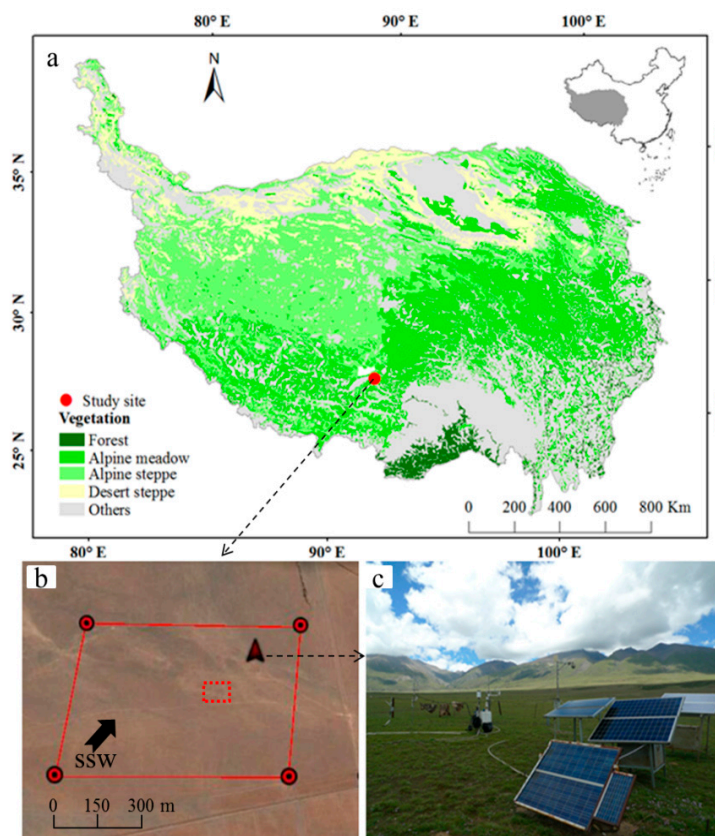 80° E
90° E
100° E
a
N
35° N
30° N
25° N
Study site
Vegetation
Forest
Alpine meadow
Alpine steppe
Desert steppe
Others
0 200 400 600 800 Km
80° E
90° E
100° E
b
c
SSW
0 150 300 m